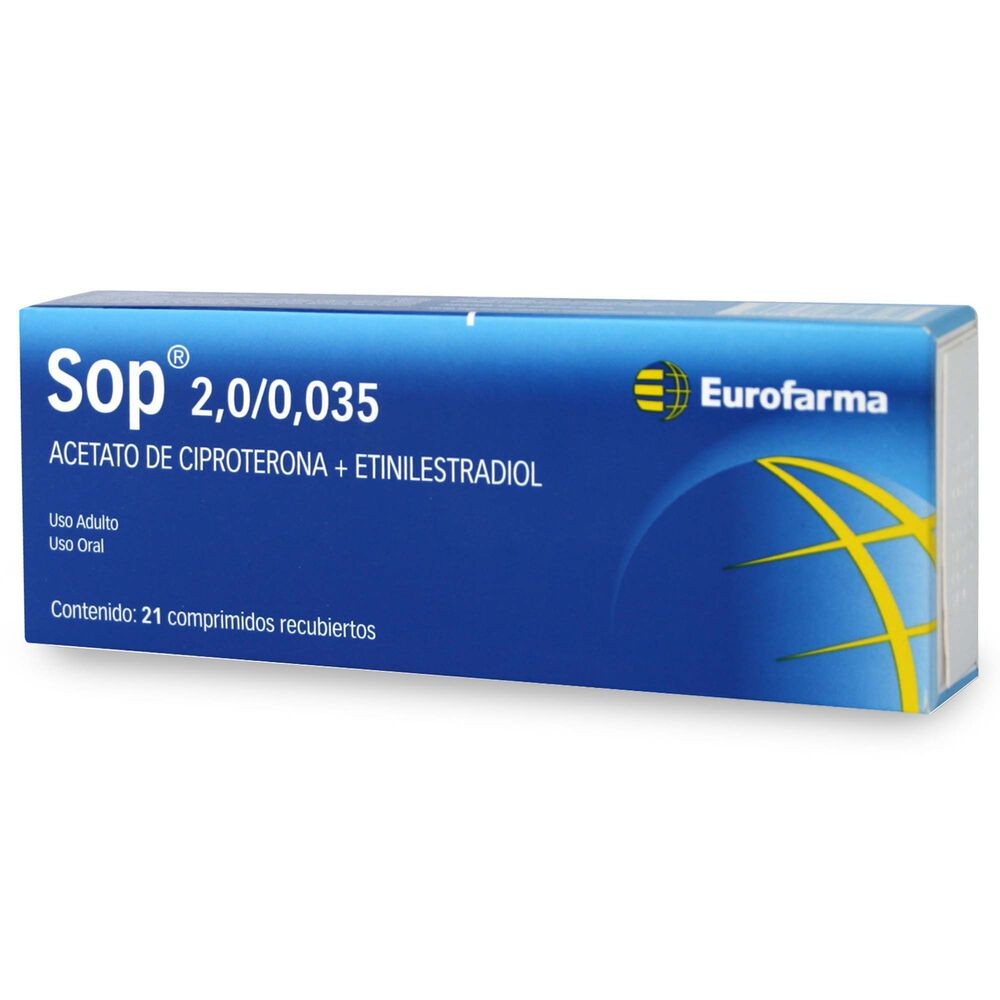 Sop® 2,0/0,035
ACETATO DE CIPROTERONA + ETINILESTRADIOL
Uso Adulto
Uso Oral
Contenido: 21 comprimidos recubiertos
Eurofarma